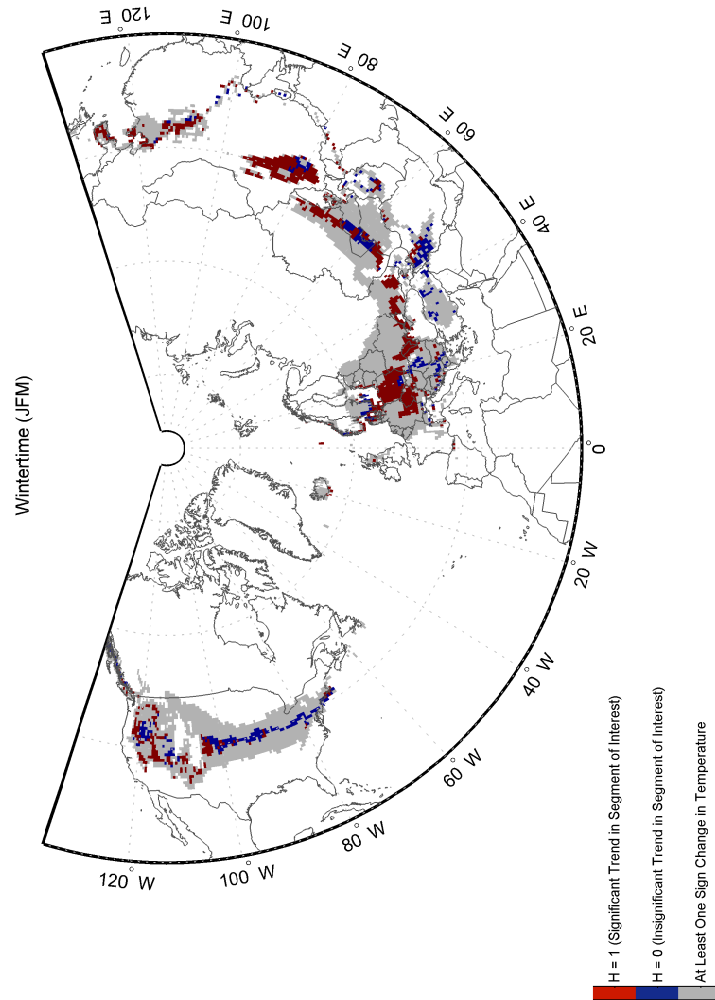 Wintertime (JFM)
120 E
100 E
80 E
60 E
40 E
20 E
0
20 W
40 W
60 W
80 W
100 W
120 W
H = 1 (Significant Trend in Segment of Interest)
H = 0 (Insignificant Trend in Segment of Interest)
At Least One Sign Change in Temperature